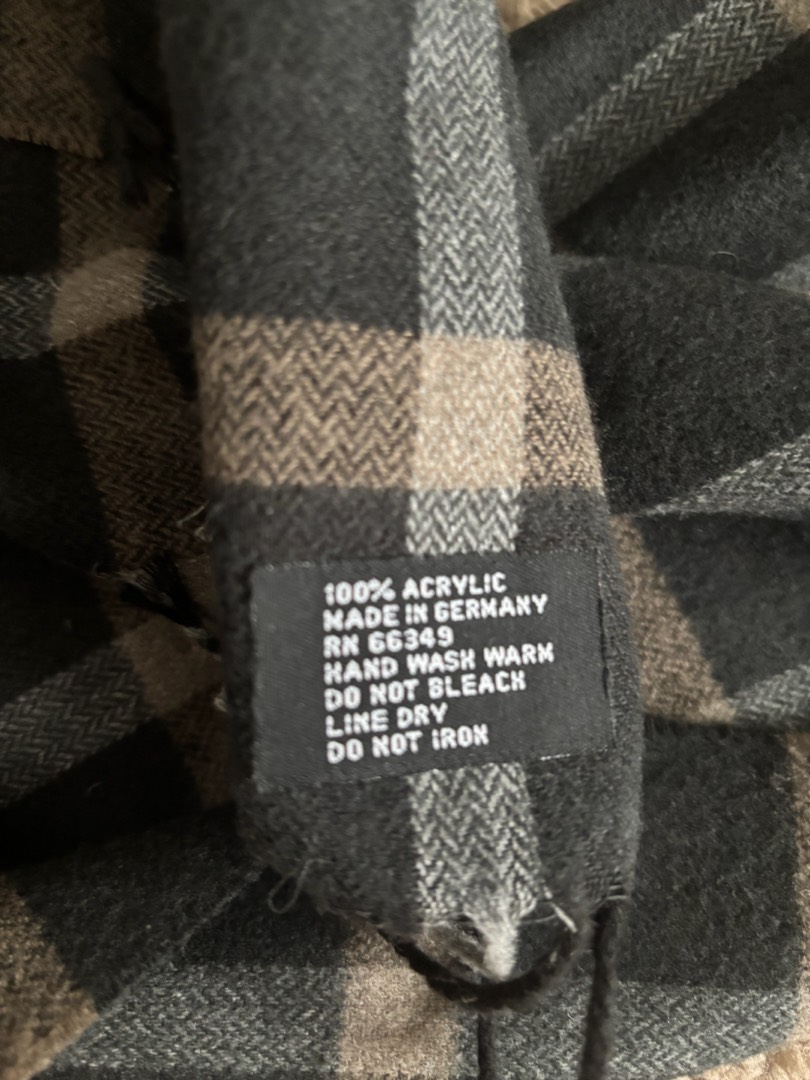 100% ACRYLIC
MADE IN GERMANY
RN 66349
HAND WASH WARM
DO NOT BLEACH
LINE DRY
DO NOT IRON